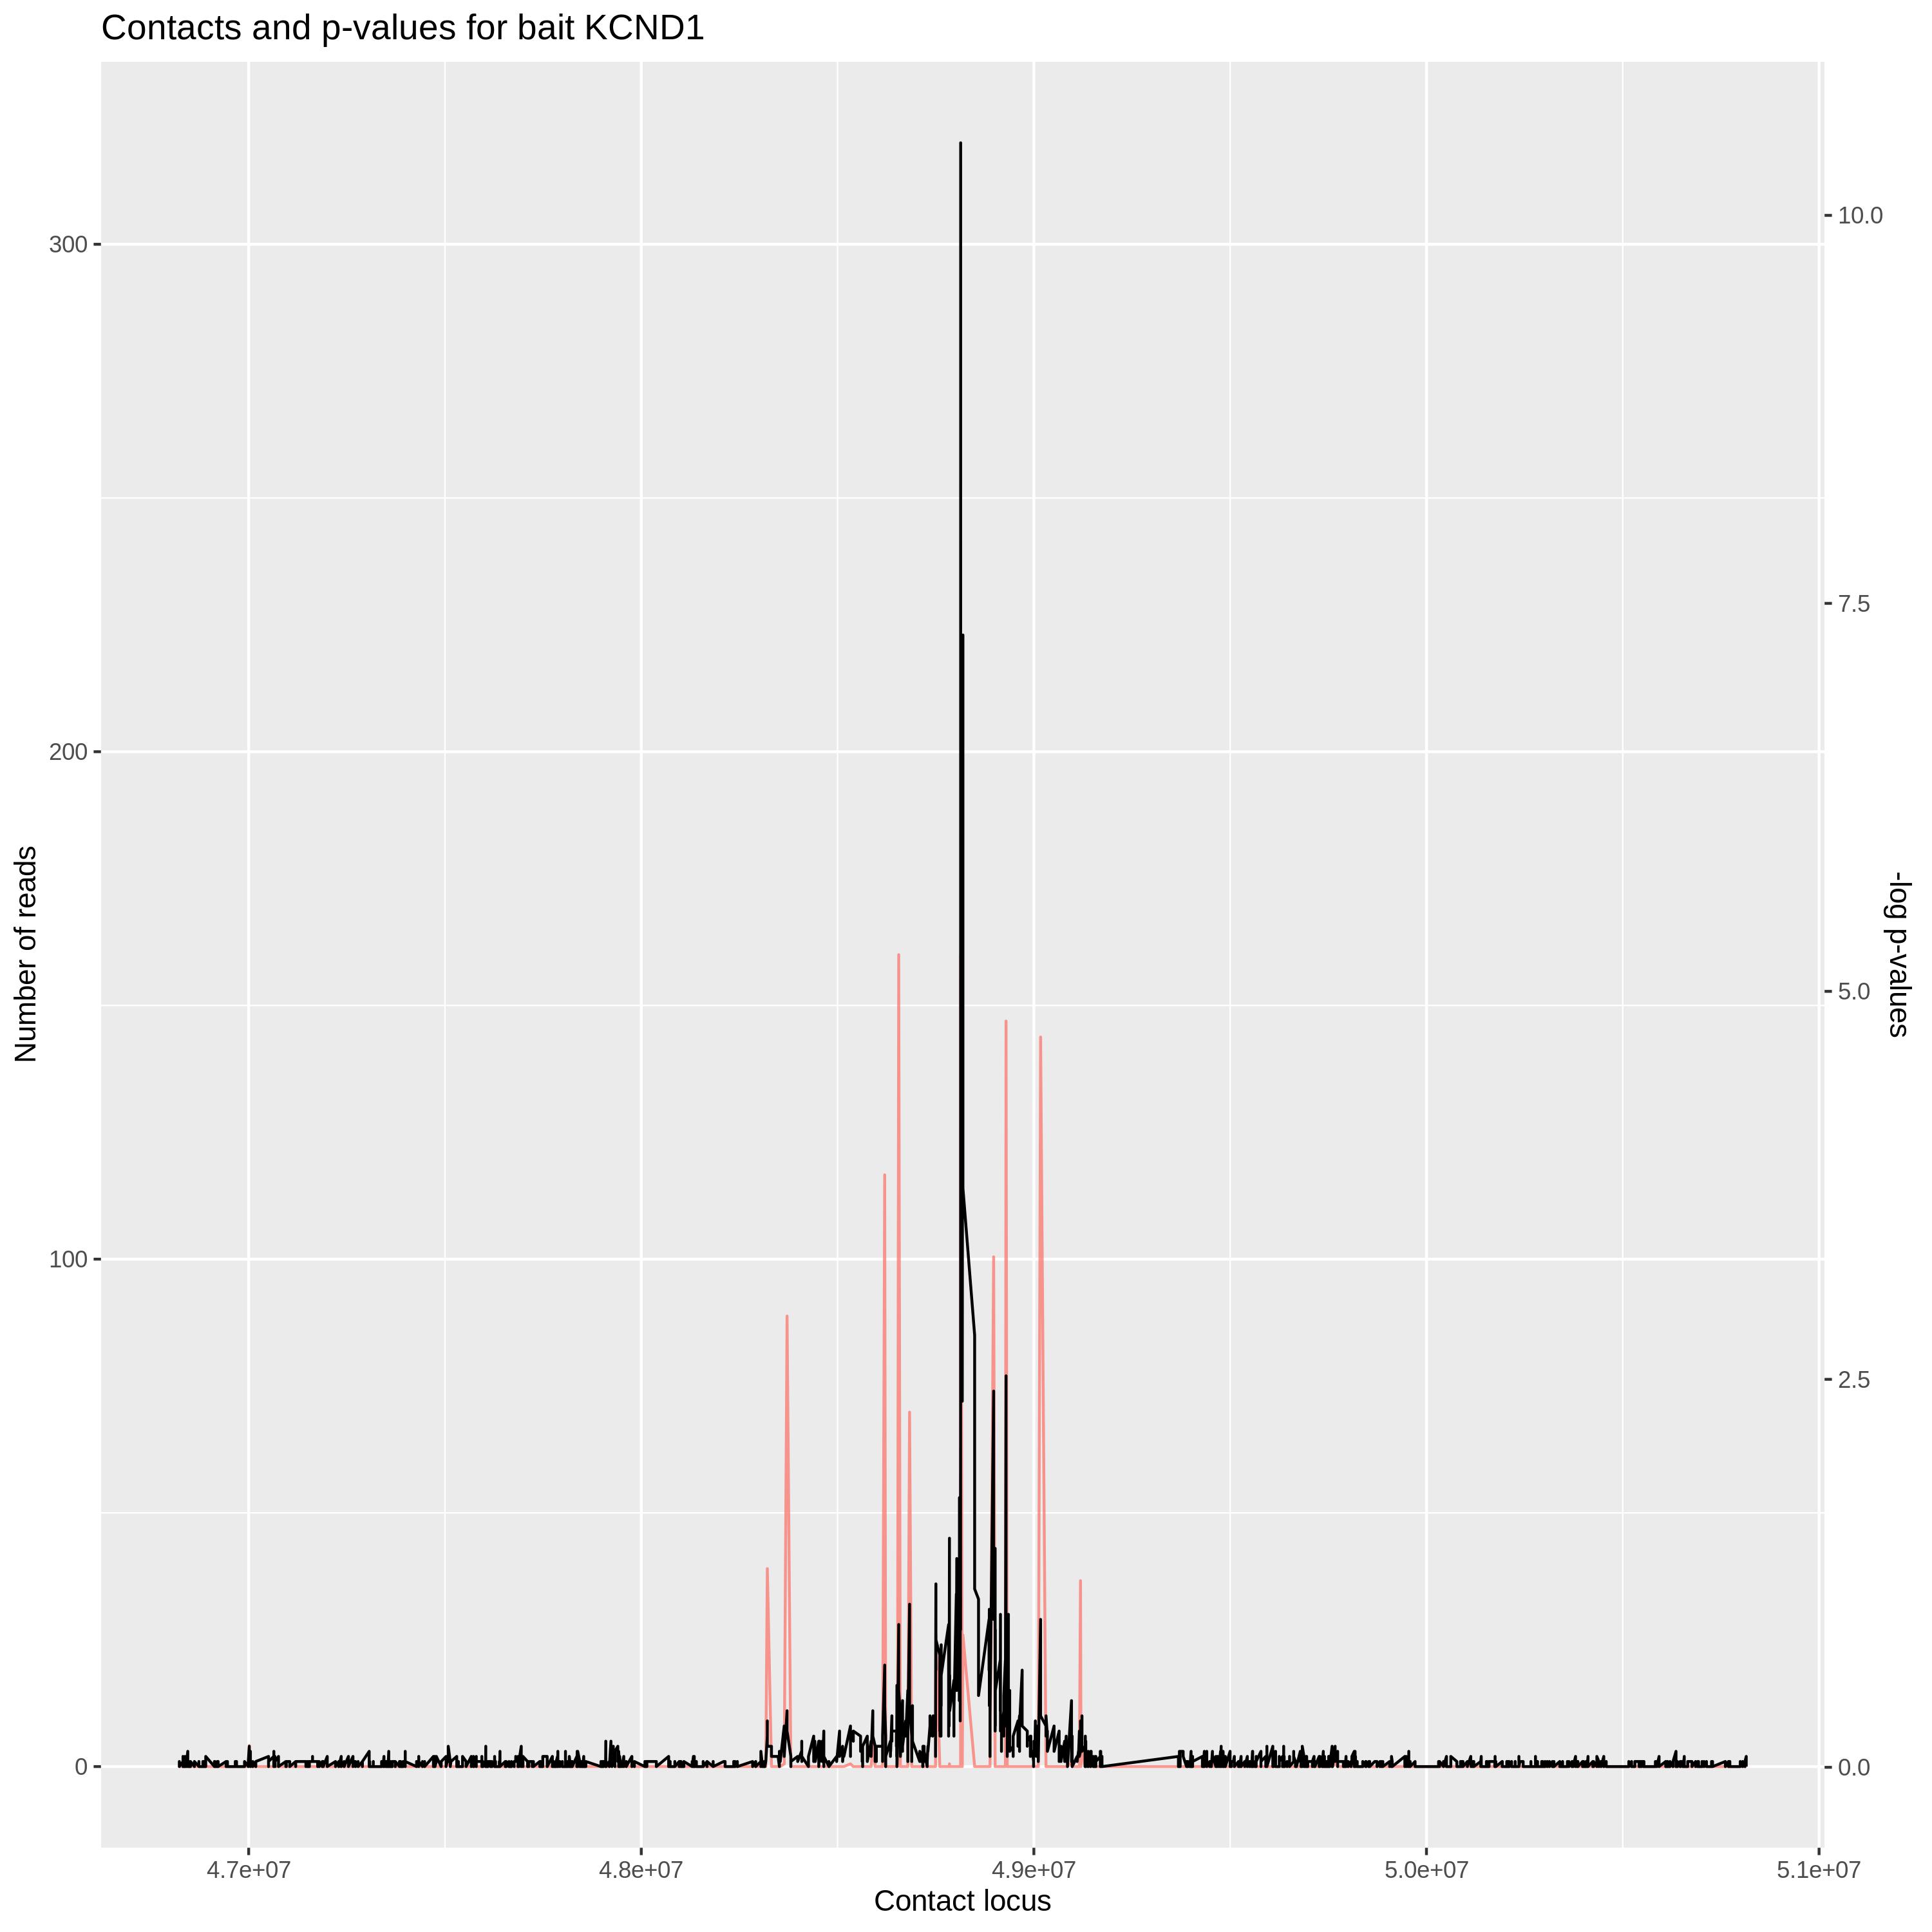 Contacts and p-values for bait KCND1
300
200
100
0
Number of reads
10.0
7.5
5.0
2.5
0.0
-log p-values
4.7e+07
4.8e+07
4.9e+07
5.0e+07
5.1e+07
Contact locus